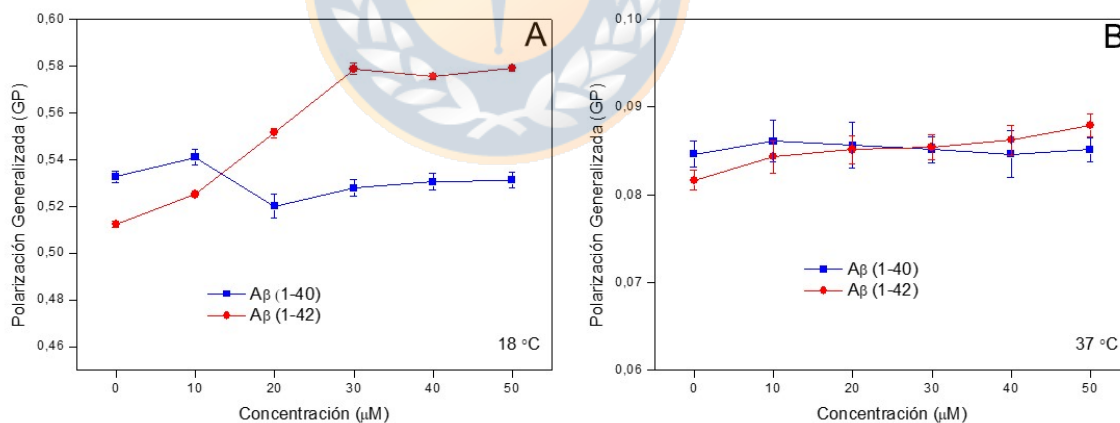 A
Polarización Generalizada (GP)
0,60
0,58
0,56
0,54
0,52
0,50
0,48
0,46
Aβ (1-40)
Aβ (1-42)
18 °C
0 10 20 30 40 50
Concentración (μM)
B
Polarización Generalizada (GP)
0,10
0,09
0,08
0,07
0,06
Aβ (1-40)
Aβ (1-42)
37 °C
0 10 20 30 40 50
Concentración (μM)